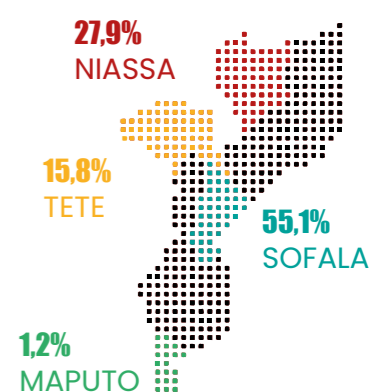 27,9%
NIASSA
15,8%
TETE
55,1%
SOFALA
1,2%
MAPUTO